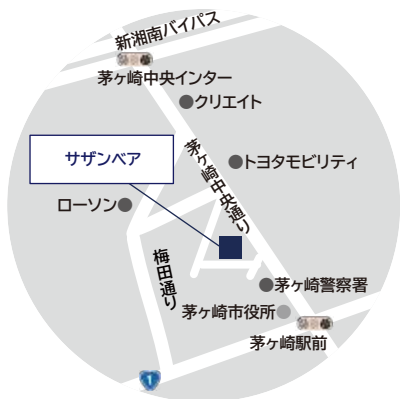 新湘南バイパス
茅ヶ崎中央インター
●クリエイト
サザンベア
茅ヶ崎中央通り
●トヨタモビリティ
ローソン●
梅田通り
●茅ヶ崎警察署
茅ヶ崎市役所●
茅ヶ崎駅前
1